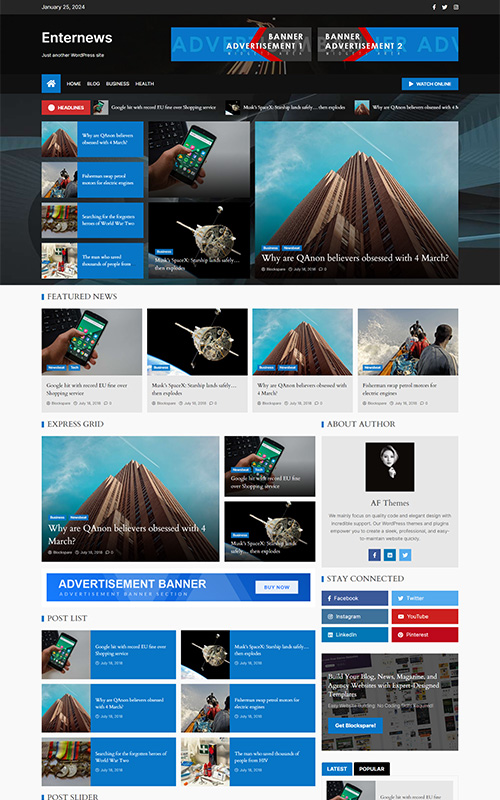 January 25, 2024
Enternews
Just another WordPress site
BANNER
ADVERTISEMENT 1
WIDGETS AREA
BANNER
ADVERTISEMENT 2
WIDGETS AREA
HOME BLOG BUSINESS HEALTH
WATCH ONLINE
HEADLINES
Google hit with record EU fine over Shopping service
Musk's SpaceX: Starship lands safely… then explodes
Why are QAnon believers obsessed with 4 M
Why are QAnon believers
obsessed with 4 March?
Fisherman swap petrol
motors for electric engines
Searching for the forgotten
heroes of World War Two
The man who saved
thousands of people from
Business
Musk's SpaceX: Starship lands safely…
then explodes
Business Newsbeat
Why are QAnon believers obsessed with 4 March?
Blockspare July 18, 2018 0
FEATURED NEWS
Newsbeat Tech
Google hit with record EU fine over
Shopping service
Blockspare July 18, 2018 0
Business
Musk's SpaceX: Starship lands safely…
then explodes
Blockspare July 18, 2018 0
Business Newsbeat
Why are QAnon believers obsessed with
4 March?
Blockspare July 18, 2018 0
Newsbeat
Fisherman swap petrol motors for
electric engines
Blockspare July 18, 2018 0
EXPRESS GRID
Business Newsbeat
Why are QAnon believers obsessed with 4
March?
Blockspare July 18, 2018 0
Newsbeat Tech
Google hit with record EU fine
over Shopping service
Business
Musk's SpaceX: Starship lands
safely… then explodes
ADVERTISEMENT BANNER
ADVERTISEMENT BANNER SECTION
BUY NOW
POST LIST
Google hit with record EU fine over
Shopping service
July 18, 2018
Musk's SpaceX: Starship lands safely…
then explodes
July 18, 2018
Why are QAnon believers obsessed with
4 March?
July 18, 2018
Fisherman swap petrol motors for
electric engines
July 18, 2018
Searching for the forgotten heroes of
World War Two
July 18, 2018
The man who saved thousands of
people from HIV
July 18, 2018
POST SLIDER
ABOUT AUTHOR
AF Themes
We mainly focus on quality code and elegant design with
incredible support. Our WordPress themes and plugins
empower you to create a sleek, professional, and easy-
to-maintain website quickly.
STAY CONNECTED
Facebook
Twitter
Instagram
YouTube
LinkedIn
Pinterest
Build Your Blog, News, Magazine, and
Agency Websites with Expert-Designed
Templates
Easy Website Building: No Coding Team Required!
Get Blockspare!
LATEST POPULAR
Newsbeat Tech